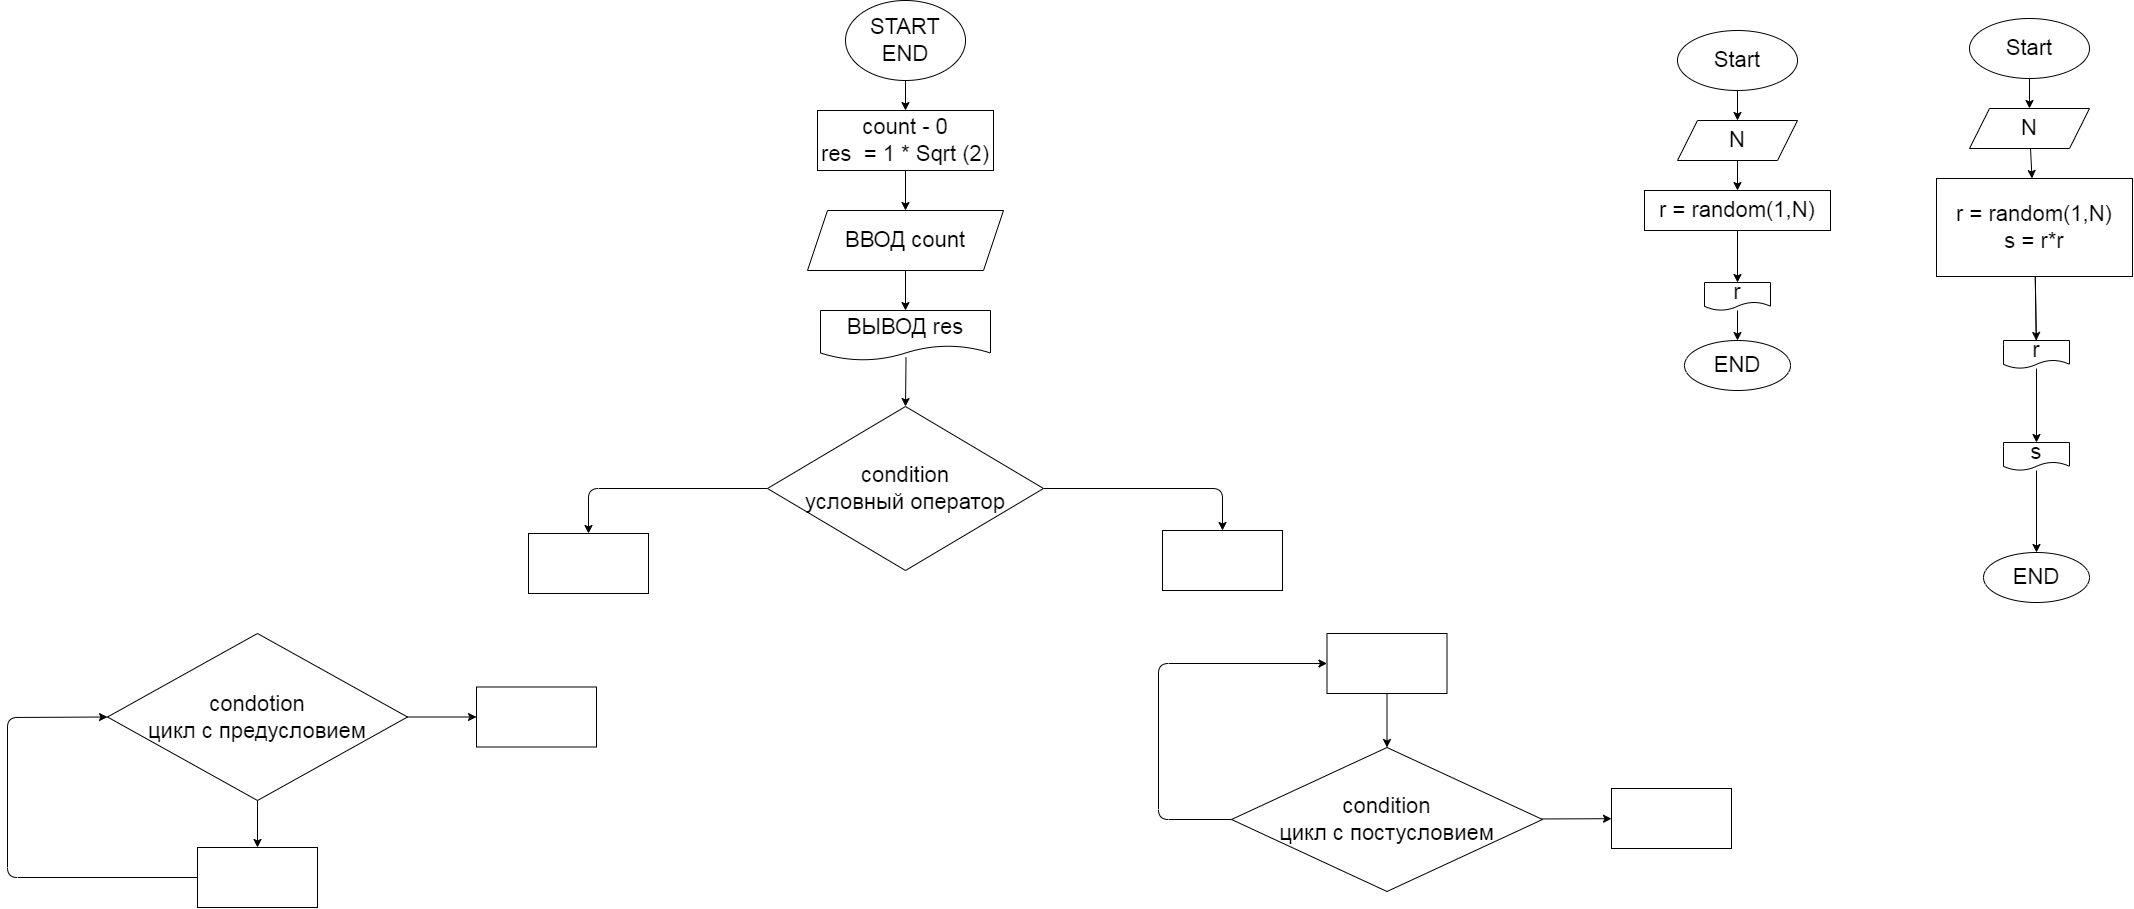 START
END
count - 0
res  = 1 * Sqrt (2)
ВВОД count
ВЫВОД res
condition
условный оператор
condotion
цикл с предусловием
condition
цикл с постусловием
Start
N
r = random(1,N)
r
END
Start
N
r = random(1,N)
s = r*r
r
s
END